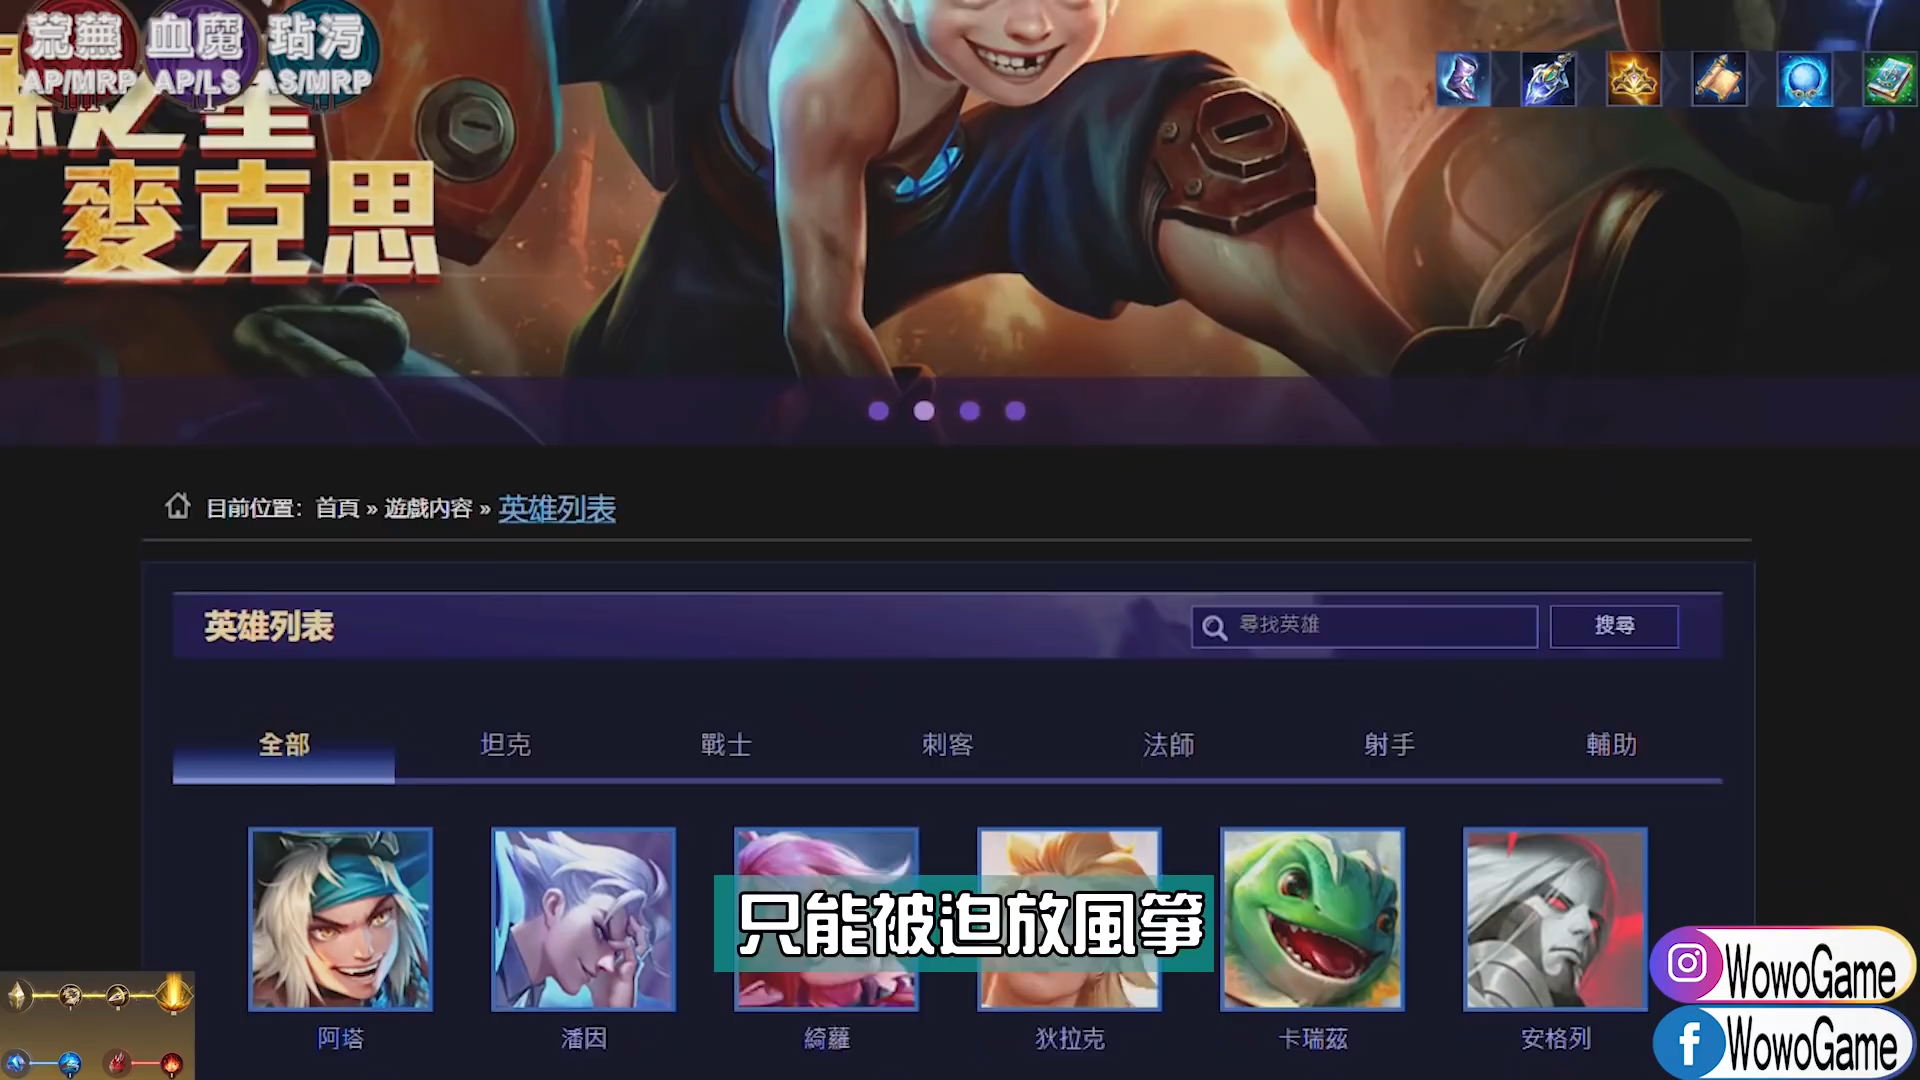 荒蕪 血魔 玷污
AP/MRP AP/LS AS/MRP
之星
麥克思
目前位置: 首頁 » 遊戲內容 » 英雄列表
英雄列表
尋找英雄
搜尋
全部 坦克 戰士 刺客 法師 射手 輔助
只能被迫放風箏
阿塔 潘因 綺蘿 狄拉克 卡瑞茲 安格列
WowoGame
WowoGame